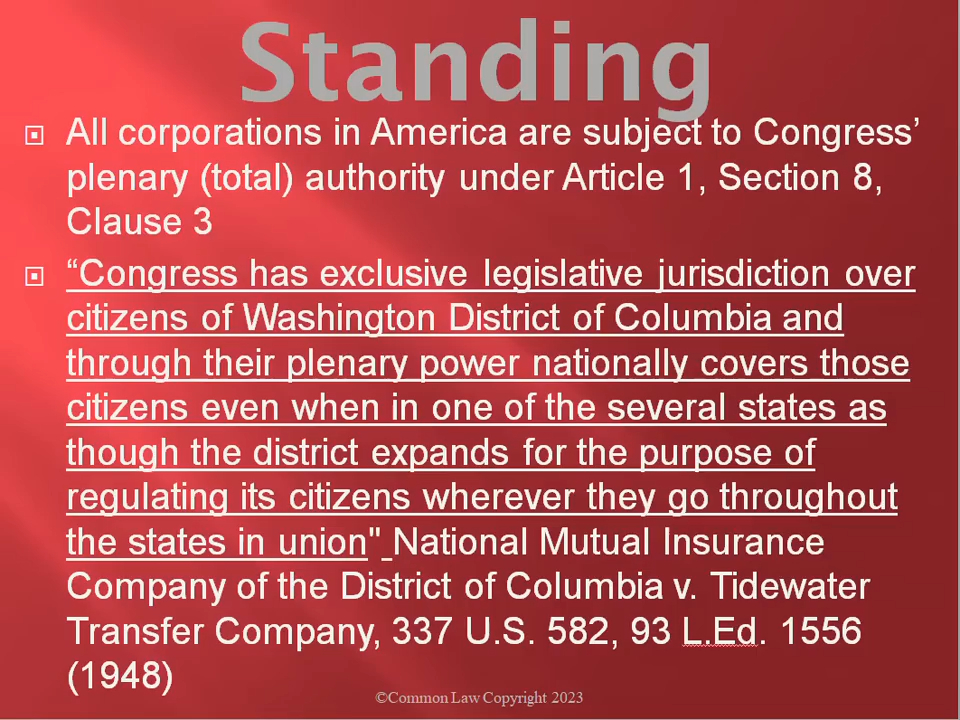 Standing
All corporations in America are subject to Congress’
plenary (total) authority under Article 1, Section 8,
Clause 3
“Congress has exclusive legislative jurisdiction over
citizens of Washington District of Columbia and
through their plenary power nationally covers those
citizens even when in one of the several states as
though the district expands for the purpose of
regulating its citizens wherever they go throughout
the states in union" National Mutual Insurance
Company of the District of Columbia v. Tidewater
Transfer Company, 337 U.S. 582, 93 L.Ed. 1556
(1948)
©Common Law Copyright 2023